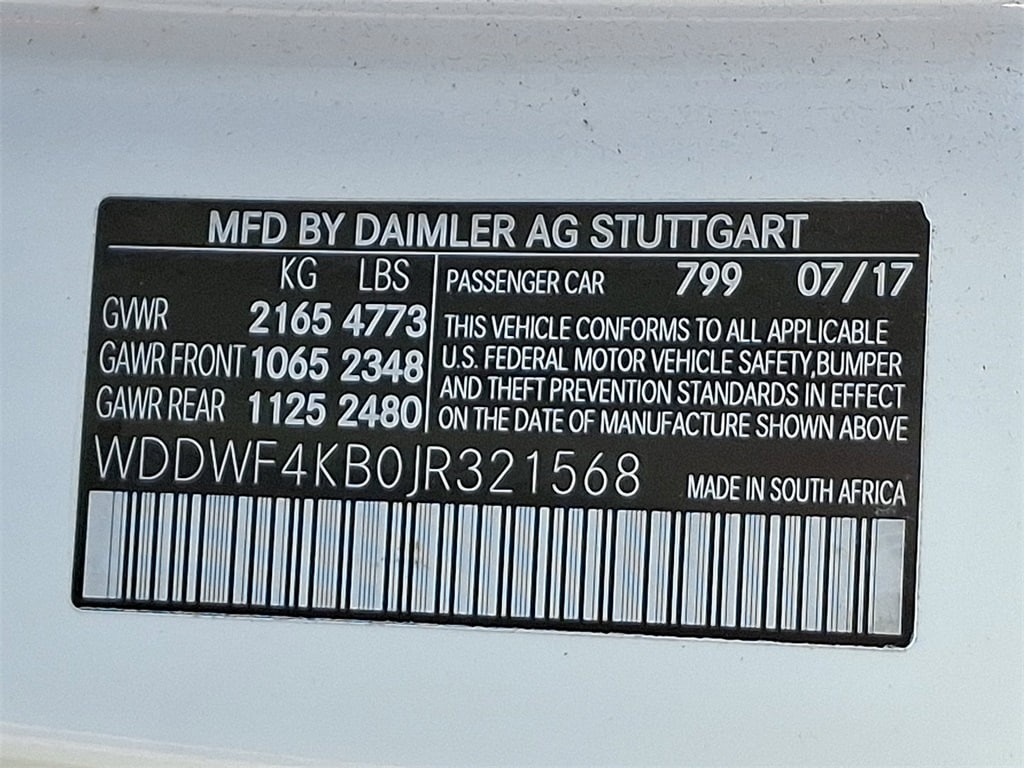 MFD BY DAIMLER AG STUTTGART
KG LBS
GVWR 2165 4773
GAWR FRONT 1065 2348
GAWR REAR 1125 2480
PASSENGER CAR 799 07/17
THIS VEHICLE CONFORMS TO ALL APPLICABLE
U.S. FEDERAL MOTOR VEHICLE SAFETY,BUMPER
AND THEFT PREVENTION STANDARDS IN EFFECT
ON THE DATE OF MANUFACTURE SHOWN ABOVE
WDDWF4KB0JR321568
MADE IN SOUTH AFRICA